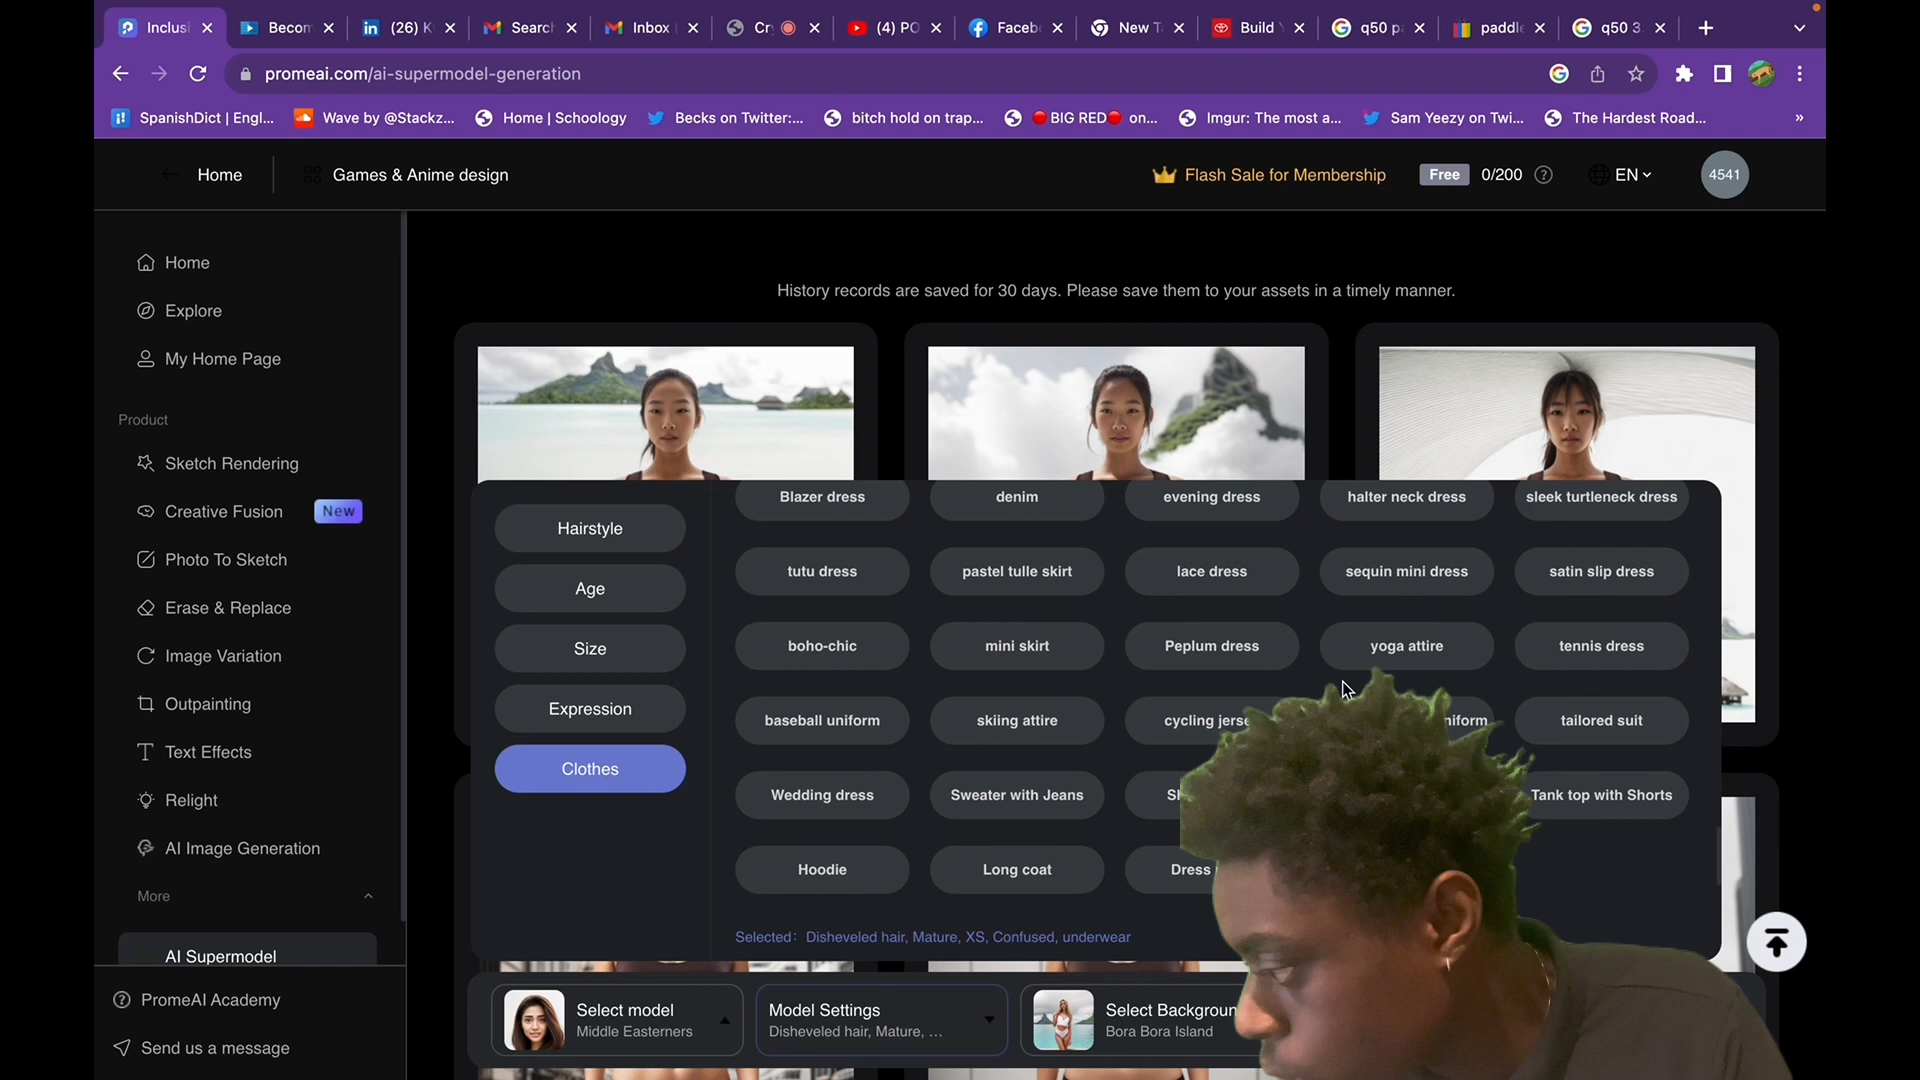 Inclusi
Becom
(26) K
Search
Inbox
Cr
(4) PO
Faceb
New T
Build
q50 p
paddl
q50 3.
promeai.com/ai-supermodel-generation
SpanishDict | Engl...
Wave by @Stackz...
Home | Schoology
Becks on Twitter:...
bitch hold on trap...
🔴BIG RED🔴 on...
Imgur: The most a...
Sam Yeezy on Twi...
The Hardest Road...
»
Home
Games & Anime design
Flash Sale for Membership
Free
0/200
EN
4541
Home
Explore
My Home Page
Product
Sketch Rendering
Creative Fusion
New
Photo To Sketch
Erase & Replace
Image Variation
Outpainting
Text Effects
Relight
AI Image Generation
More
AI Supermodel
PromeAI Academy
Send us a message
History records are saved for 30 days. Please save them to your assets in a timely manner.
Hairstyle
Age
Size
Expression
Clothes
Blazer dress
denim
evening dress
halter neck dress
sleek turtleneck dress
tutu dress
pastel tulle skirt
lace dress
sequin mini dress
satin slip dress
boho-chic
mini skirt
Peplum dress
yoga attire
tennis dress
baseball uniform
skiing attire
cycling jerse
niform
tailored suit
Wedding dress
Sweater with Jeans
Tank top with Shorts
Hoodie
Long coat
Dress
Selected: Disheveled hair, Mature, XS, Confused, underwear
Select model
Middle Easterners
Model Settings
Disheveled hair, Mature, ...
Select Backgroun
Bora Bora Island